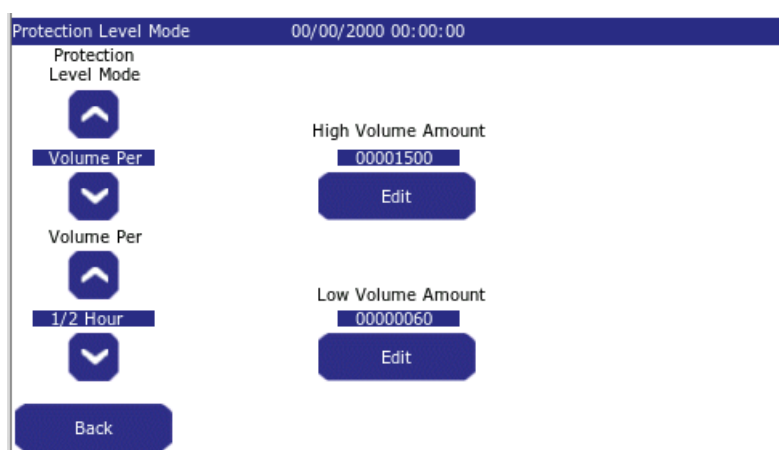 Protection Level Mode 00/00/2000 00:00:00
Protection
Level Mode
Volume Per
Volume Per
1/2 Hour
Back
High Volume Amount
00001500
Edit
Low Volume Amount
00000060
Edit